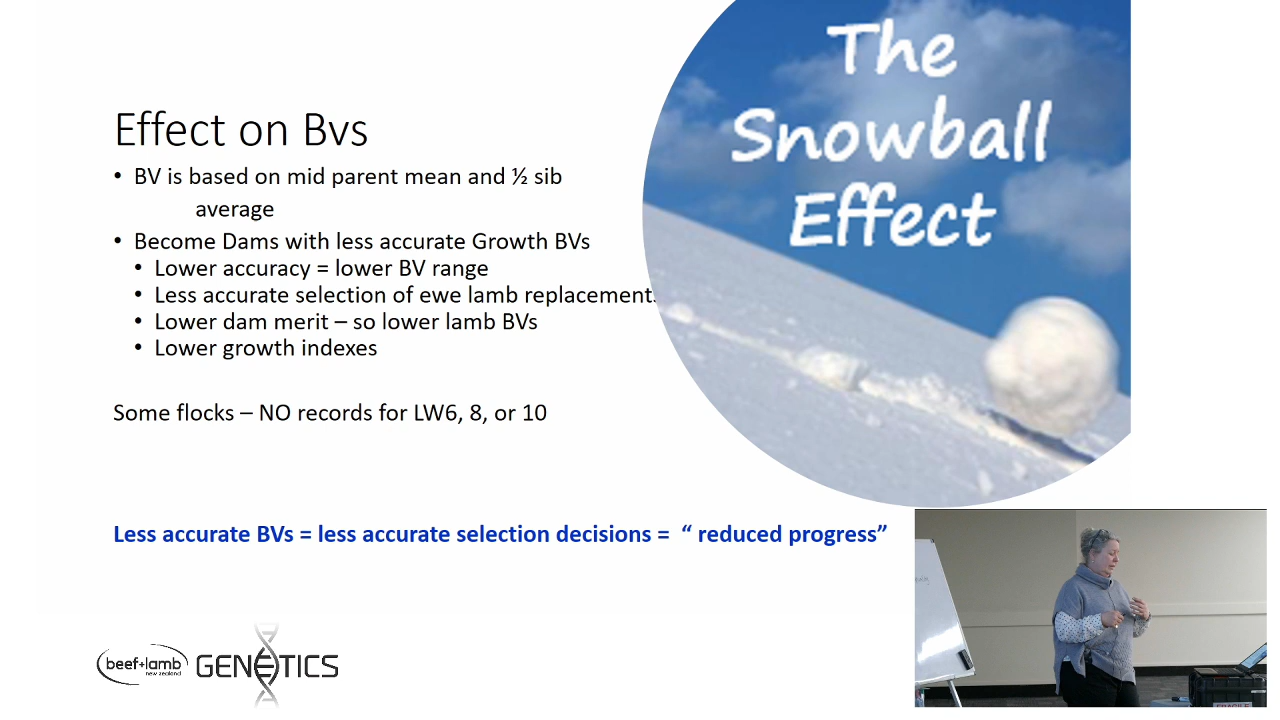 The
Snowball
Effect
Effect on Bvs
• BV is based on mid parent mean and ½ sib
average
• Become Dams with less accurate Growth BVs
• Lower accuracy = lower BV range
• Less accurate selection of ewe lamb replacements
• Lower dam merit – so lower lamb BVs
• Lower growth indexes
Some flocks – NO records for LW6, 8, or 10
Less accurate BVs = less accurate selection decisions = “ reduced progress”
beef+lamb
new zealand
GENETICS
FRAGILE